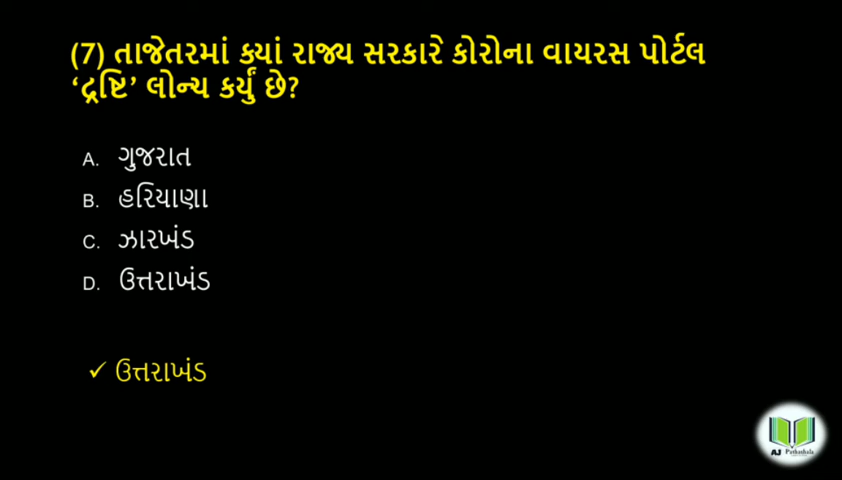 (7) તાજેતરમાં ક્યાં રાજ્ય સરકારે કોરોના વાયરસ પોર્ટલ
‘દ્રષ્ટિ’ લોન્ચ કર્યું છે?
A. ગુજરાત
B. હરિયાણા
C. ઝારખંડ
D. ઉત્તરાખંડ
✓ ઉત્તરાખંડ
AJ Pathshala